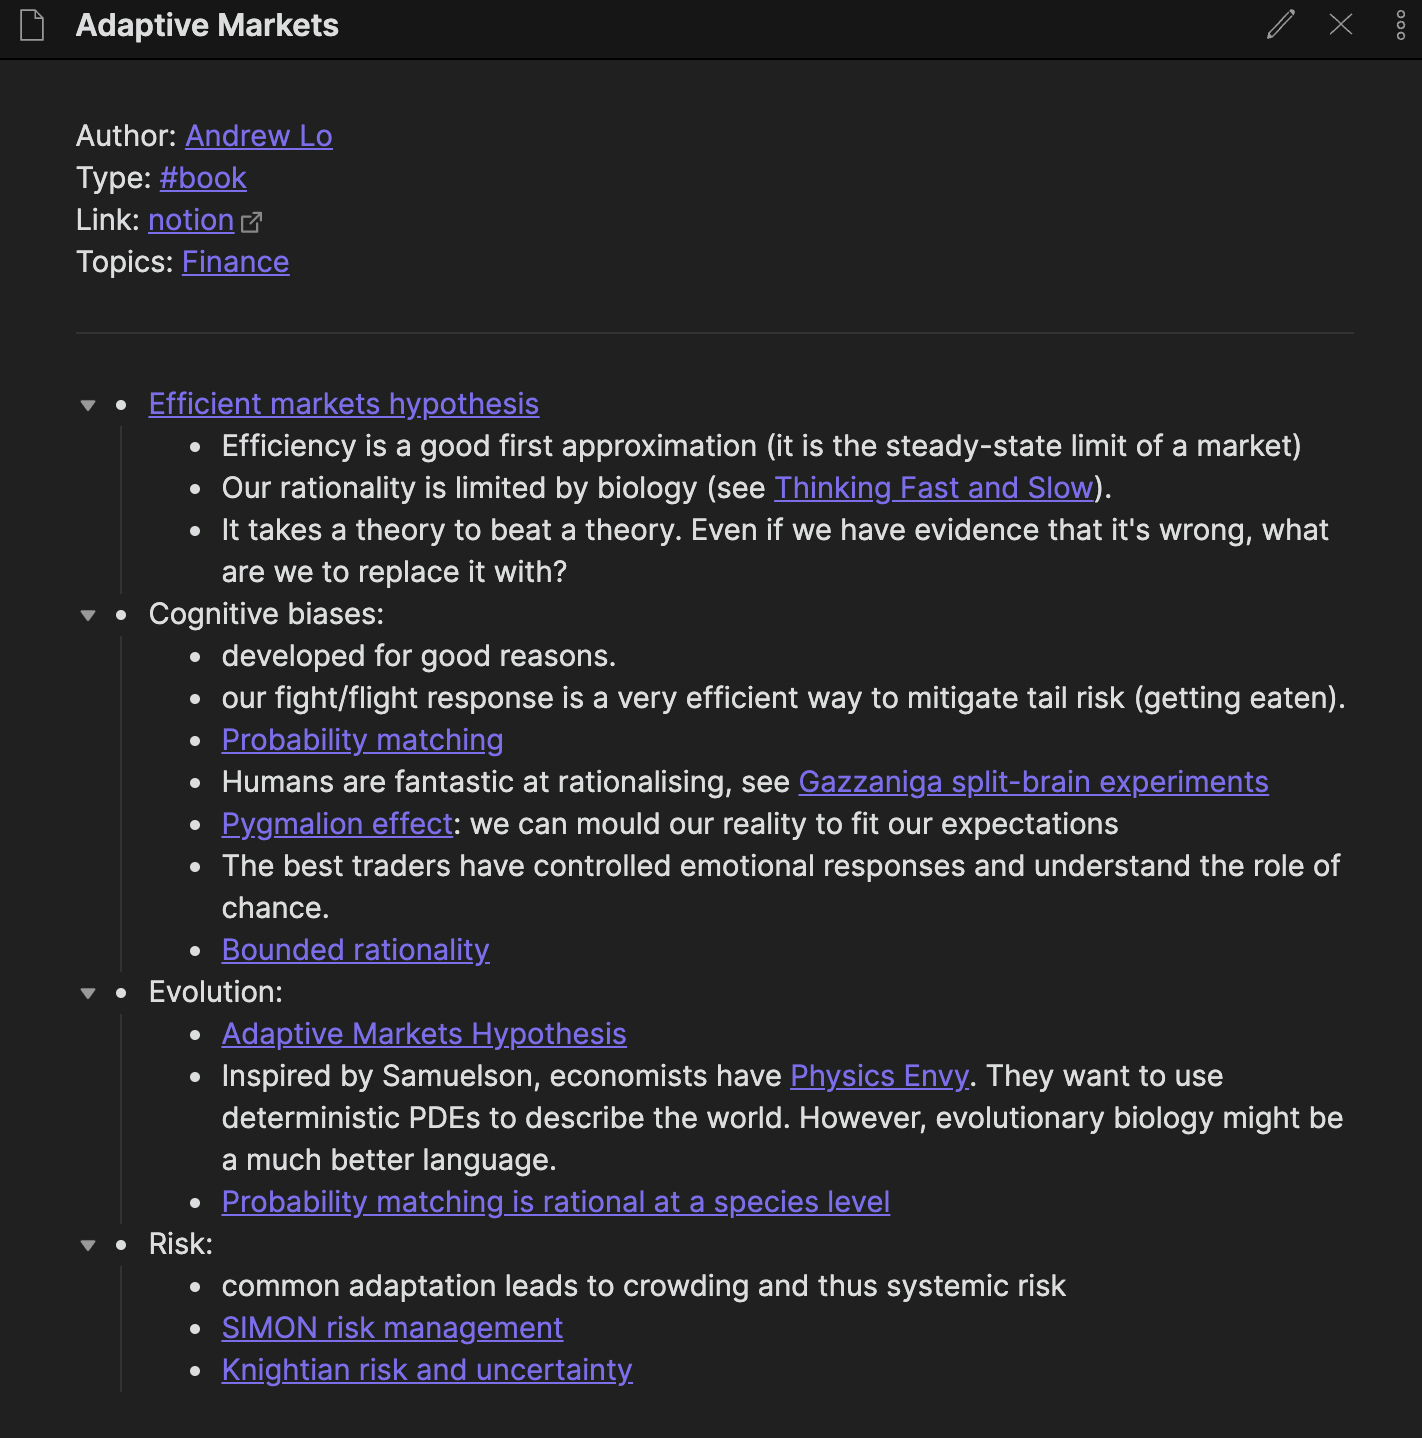 Adaptive Markets
Author: Andrew Lo
Type: #book
Link: notion
Topics: Finance
Efficient markets hypothesis
Efficiency is a good first approximation (it is the steady-state limit of a market)
Our rationality is limited by biology (see Thinking Fast and Slow).
It takes a theory to beat a theory. Even if we have evidence that it's wrong, what
are we to replace it with?
Cognitive biases:
developed for good reasons.
our fight/flight response is a very efficient way to mitigate tail risk (getting eaten).
Probability matching
Humans are fantastic at rationalising, see Gazzaniga split-brain experiments
Pygmalion effect: we can mould our reality to fit our expectations
The best traders have controlled emotional responses and understand the role of
chance.
Bounded rationality
Evolution:
Adaptive Markets Hypothesis
Inspired by Samuelson, economists have Physics Envy. They want to use
deterministic PDEs to describe the world. However, evolutionary biology might be
a much better language.
Probability matching is rational at a species level
Risk:
common adaptation leads to crowding and thus systemic risk
SIMON risk management
Knightian risk and uncertainty